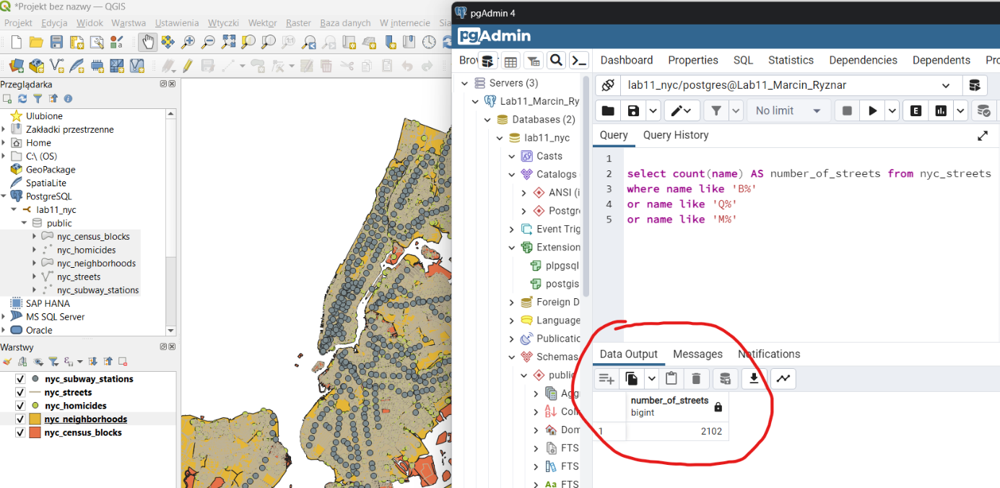 *Projekt bez nazwy — QGIS
Projekt Edycja Widok Warstwa Ustawienia Wtyczki Wektor Raster Baza danych W internecie Sia
Przeglądarka
Ulubione
Zakładki przestrzenne
Home
C:\ (OS)
GeoPackage
SpatiaLite
PostgreSQL
lab11_nyc
public
nyc_census_blocks
nyc_homicides
nyc_neighborhoods
nyc_streets
nyc_subway_stations
SAP HANA
MS SQL Server
Oracle
Warstwy
nyc_subway_stations
nyc_streets
nyc_homicides
nyc_neighborhoods
nyc_census_blocks
pgAdmin 4
pgAdmin
Bro
Dashboard Properties SQL Statistics Dependencies Dependents Pro
Servers (3)
Lab11_Marcin_Ry
Databases (2)
lab11_nyc
Casts
Catalogs
ANSI (i
Postgr
Event Trig
Extension
plpgsql
postgis
Foreign D
Language
Publicatio
Schemas
public
Agg
Coll
Dom
FTS
FTS
Aa FTS
lab11_nyc/postgres@Lab11_Marcin_Ryznar
No limit
E
Query Query History
1
2 select count(name) AS number_of_streets from nyc_streets
3 where name like 'B%'
4 or name like 'Q%'
5 or name like 'M%'
Data Output Messages Notifications
number_of_streets
bigint
1 2102